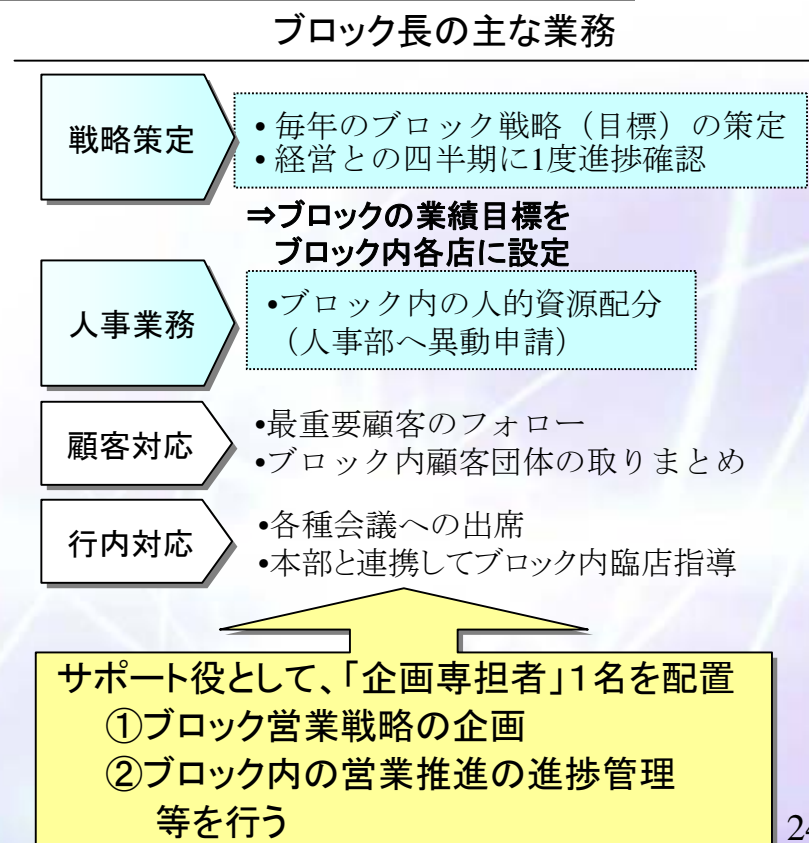 ブロック長の主な業務
戦略策定
• 毎年のブロック戦略（目標）の策定
• 経営との四半期に1度進捗確認
⇒ブロックの業績目標を
ブロック内各店に設定
人事業務
•ブロック内の人的資源配分
（人事部へ異動申請）
顧客対応
•最重要顧客のフォロー
•ブロック内顧客団体の取りまとめ
行内対応
•各種会議への出席
•本部と連携してブロック内臨店指導
サポート役として、「企画専担者」１名を配置
①ブロック営業戦略の企画
②ブロック内の営業推進の進捗管理
等を行う
24